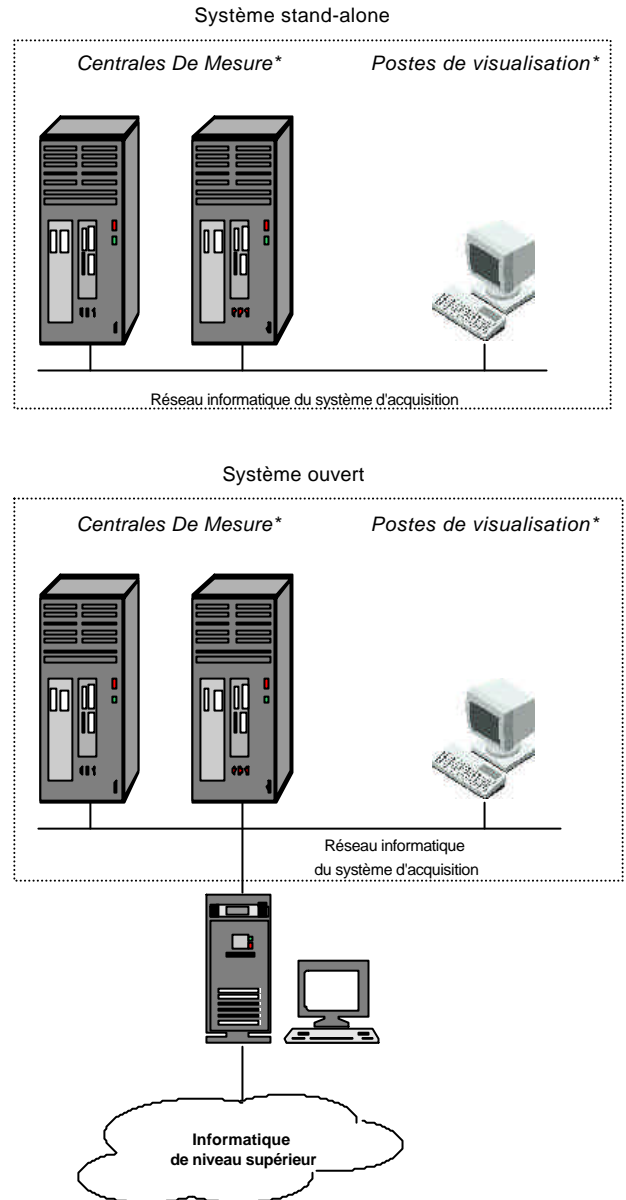 Système stand-alone
Centrales De Mesure* Postes de visualisation*
Réseau informatique du système d'acquisition
Système ouvert
Centrales De Mesure* Postes de visualisation*
Réseau informatique
du système d'acquisition
Informatique
de niveau supérieur